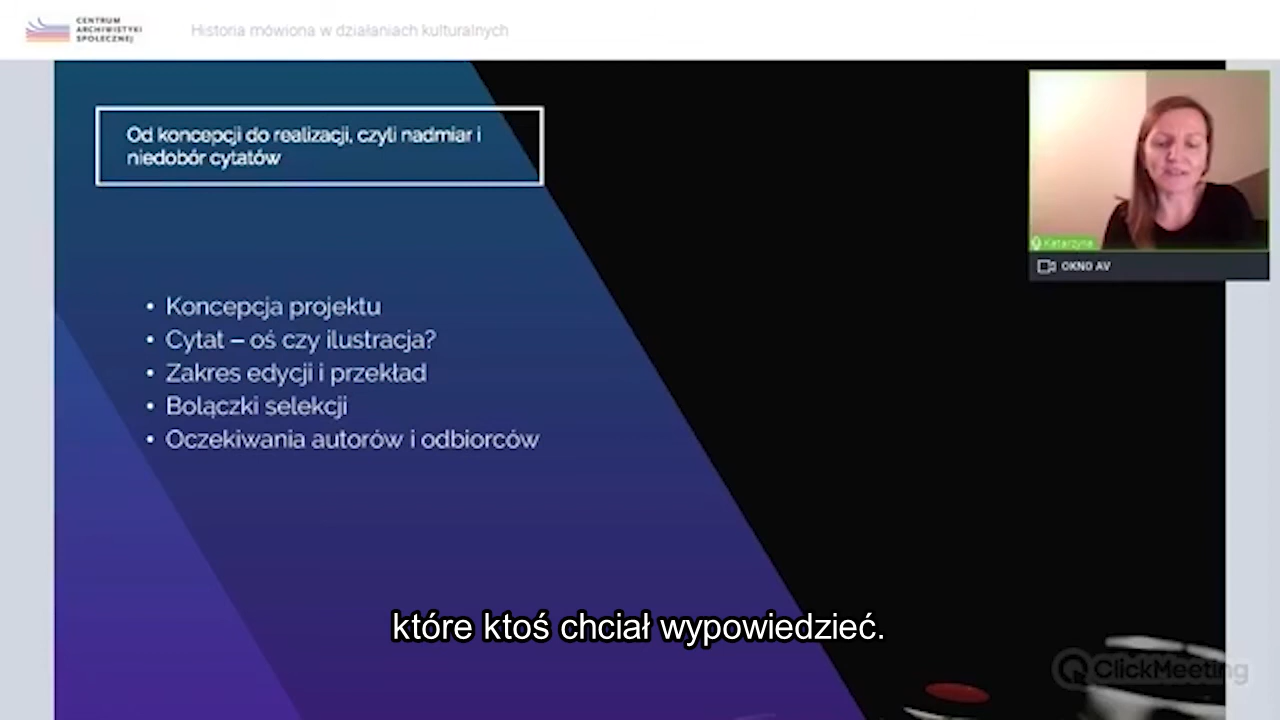 CENTRUM
ARCHIWISTYKI
SPOŁECZNEJ
Historia mówiona w działaniach kulturalnych
Od koncepcji do realizacji, czyli nadmiar i
niedobór cytatów
Katarzyna
OKNO AV
• Koncepcja projektu
• Cytat – oś czy ilustracja?
• Zakres edycji i przekład
• Bolączki selekcji
• Oczekiwania autorów i odbiorców
które ktoś chciał wypowiedzieć.
ClickMeeting